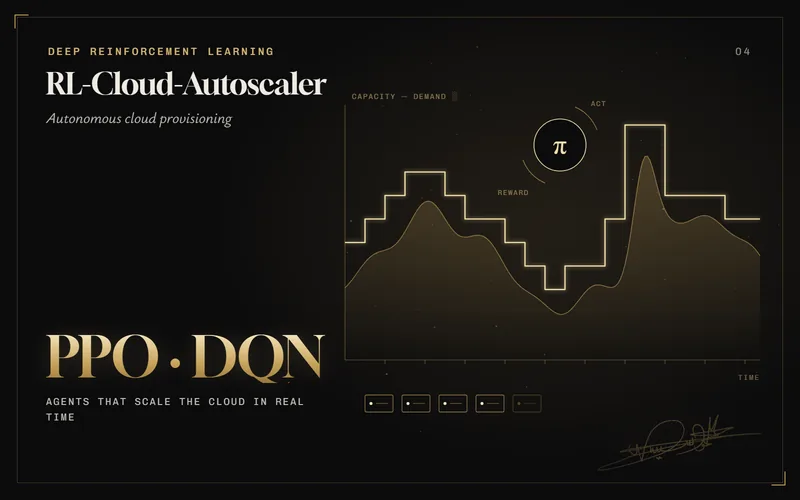 DEEP REINFORCEMENT LEARNING
04
RL-Cloud-Autoscaler
Autonomous cloud provisioning
CAPACITY — DEMAND
ACT
π
REWARD
PPO · DQN
AGENTS THAT SCALE THE CLOUD IN REAL
TIME
TIME